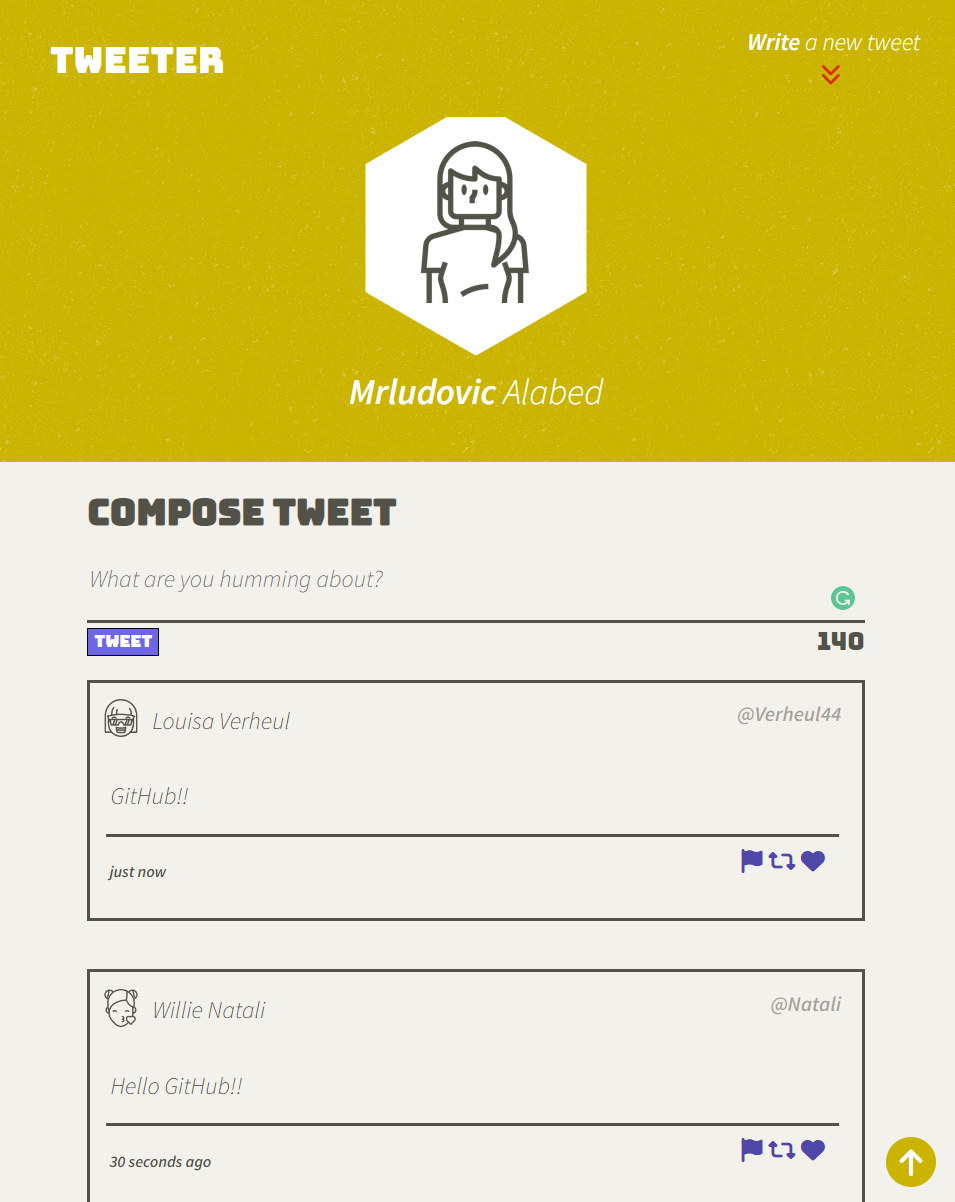 TWEETER
Write a new tweet
Mrludovic Alabed
COMPOSE TWEET
What are you humming about?
TWEET
140
Louisa Verheul
@Verheul44
GitHub!!
just now
Willie Natali
@Natali
Hello GitHub!!
30 seconds ago